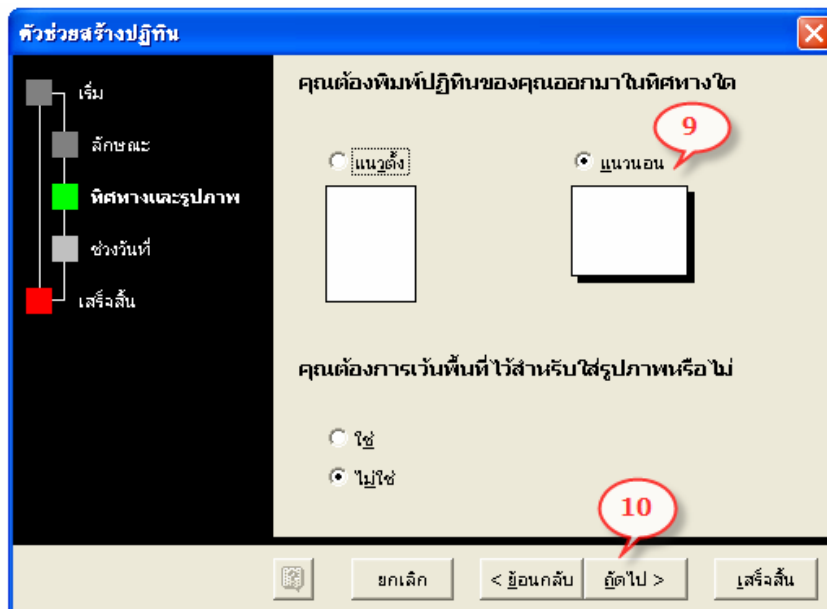 ตัวช่วยสร้างปฏิทิน
เริ่ม
ลักษณะ
ทิศทางและรูปภาพ
ช่วงวันที่
เสร็จสิ้น
คุณต้องพิมพ์ปฏิทินของคุณออกมาในทิศทางใด
9
แนวตั้ง
แนวนอน
คุณต้องการเว้นพื้นที่ไว้สำหรับใส่รูปภาพหรือไม่
ใช่
ไม่ใช่
10
ยกเลิก
< ย้อนกลับ
ถัดไป >
เสร็จสิ้น